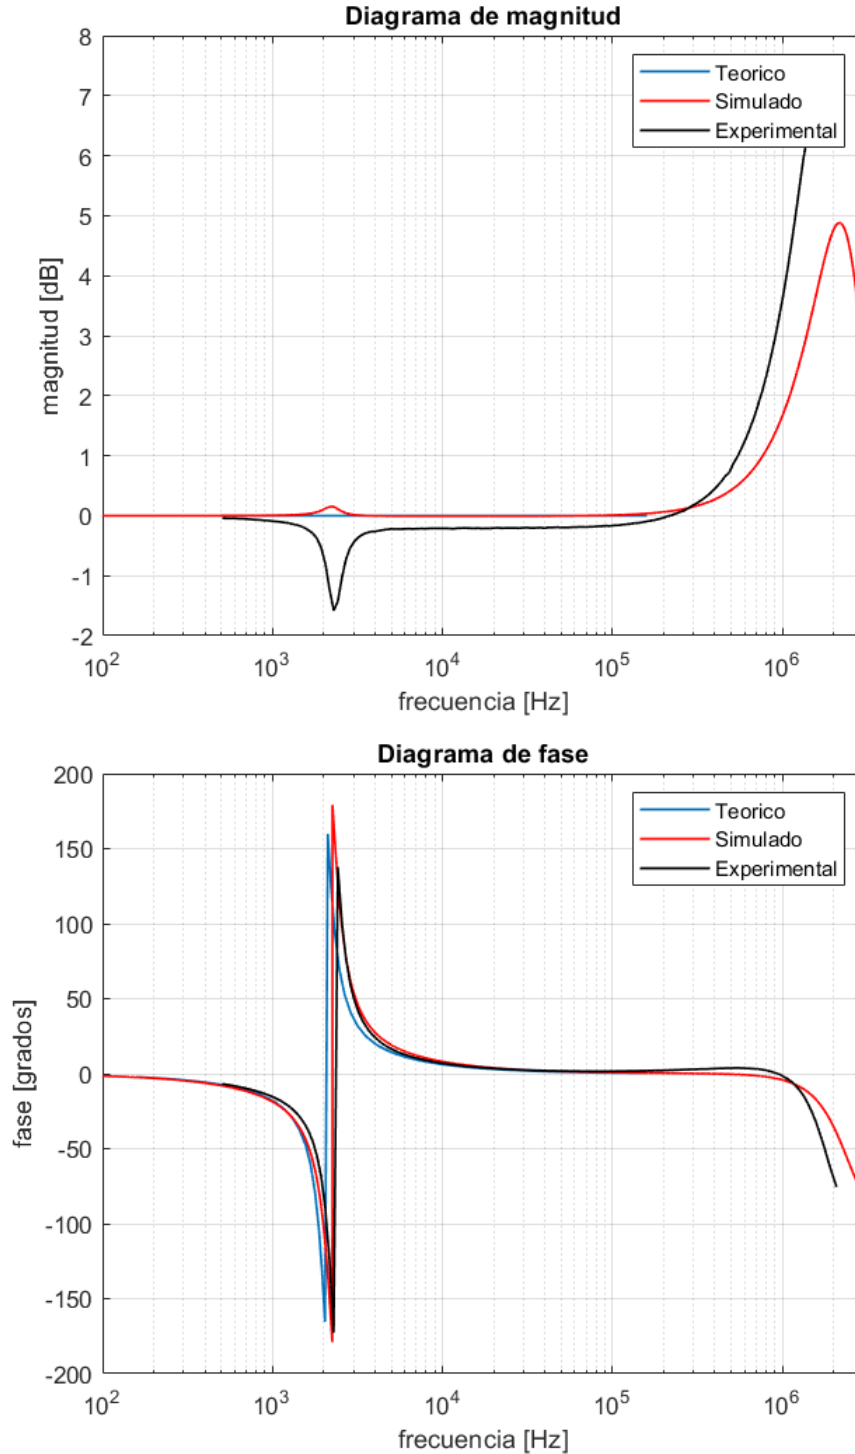 Diagrama de magnitud
8
7
6
5
4
3
2
1
0
-1
-2
magnitud [dB]
Teorico
Simulado
Experimental
10^2 10^3 10^4 10^5 10^6
frecuencia [Hz]
Diagrama de fase
200
150
100
50
0
-50
-100
-150
-200
fase [grados]
Teorico
Simulado
Experimental
10^2 10^3 10^4 10^5 10^6
frecuencia [Hz]